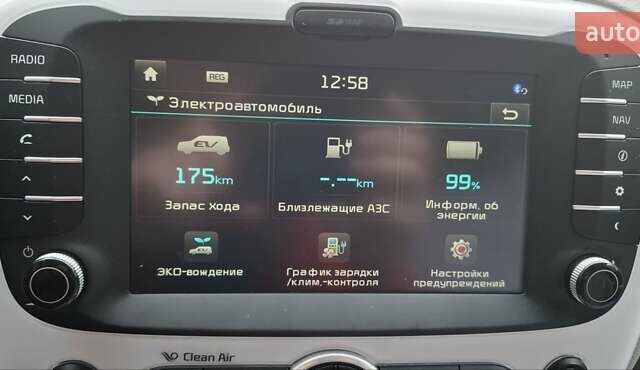 auto
RADIO
MEDIA
MAP
NAV
REG
12:58
Электроавтомобиль
EV
175km
Запас хода
-.--km
Близлежащие АЗС
99%
Информ. об
энергии
ЭКО-вождение
График зарядки
/клим.-контроля
Настройки
предупреждений
Clean Air